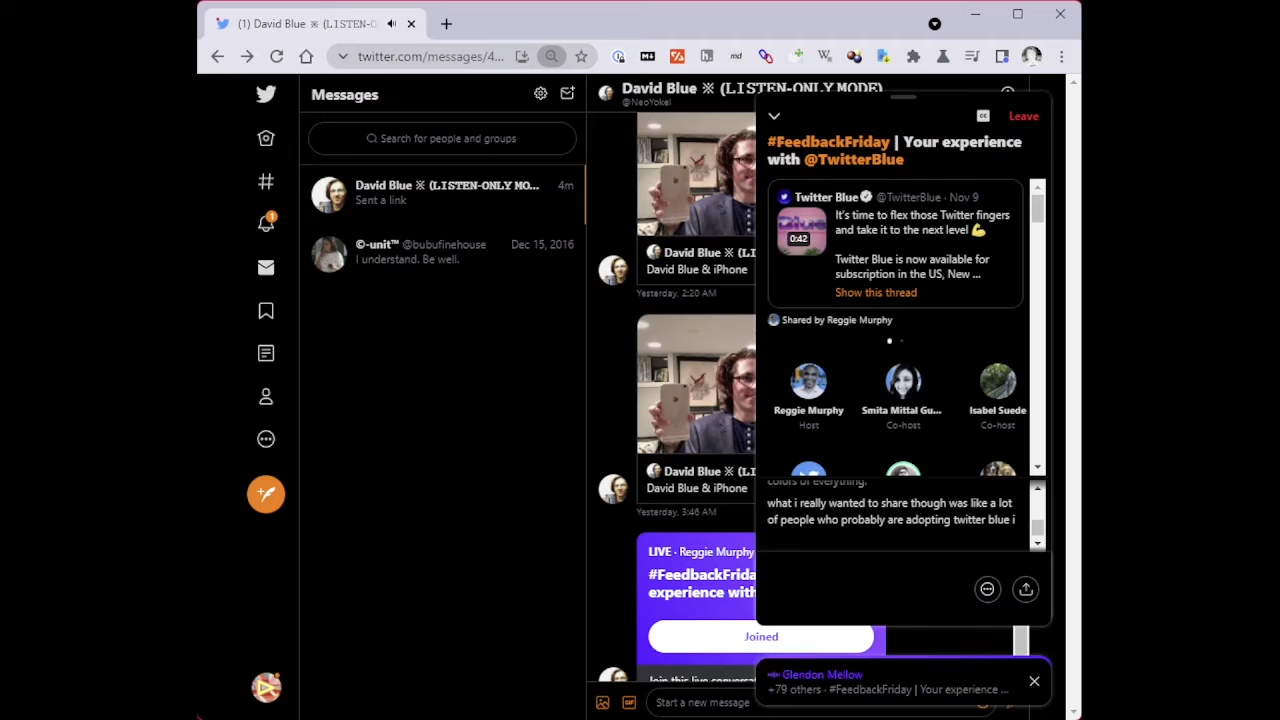 (1) David Blue ※ (LISTEN-O
twitter.com/messages/4...
Messages
Search for people and groups
David Blue ※ (LISTEN-ONLY MO... 4m
Sent a link
©-unit™ @bubufinehouse Dec 15, 2016
I understand. Be well.
David Blue ※ (LISTEN-ONLY MODE)
@NeoYokel
David Blue ※ (LI
David Blue & iPhone
Yesterday, 2:20 AM
David Blue ※ (LI
David Blue & iPhone
Yesterday, 3:46 AM
LIVE · Reggie Murphy
#FeedbackFrida
experience with
Joined
Join this live conversa
GIF
Start a new message
CC
Leave
#FeedbackFriday | Your experience
with @TwitterBlue
Twitter Blue @TwitterBlue · Nov 9
It's time to flex those Twitter fingers
and take it to the next level 💪
Blue
0:42
Twitter Blue is now available for
subscription in the US, New ...
Show this thread
Shared by Reggie Murphy
Reggie Murphy
Host
Smita Mittal Gu...
Co-host
Isabel Suede
Co-host
colors of everything.
what i really wanted to share though was like a lot
of people who probably are adopting twitter blue i
Glendon Mellow
+79 others · #FeedbackFriday | Your experience ...